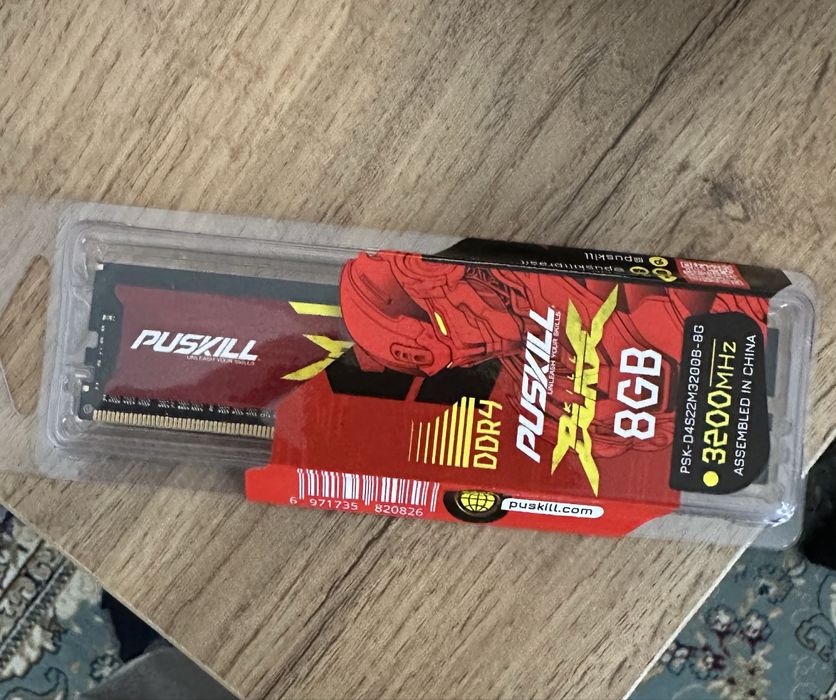 PUSKILL
UNLEASH YOUR SKILLS
@puskill
DDR4
PUSKILL
UNLEASH YOUR SKILLS
8GB
PSK-D4S22M3200B-8G
3200MHz
ASSEMBLED IN CHINA
6 971735 820826
puskill.com